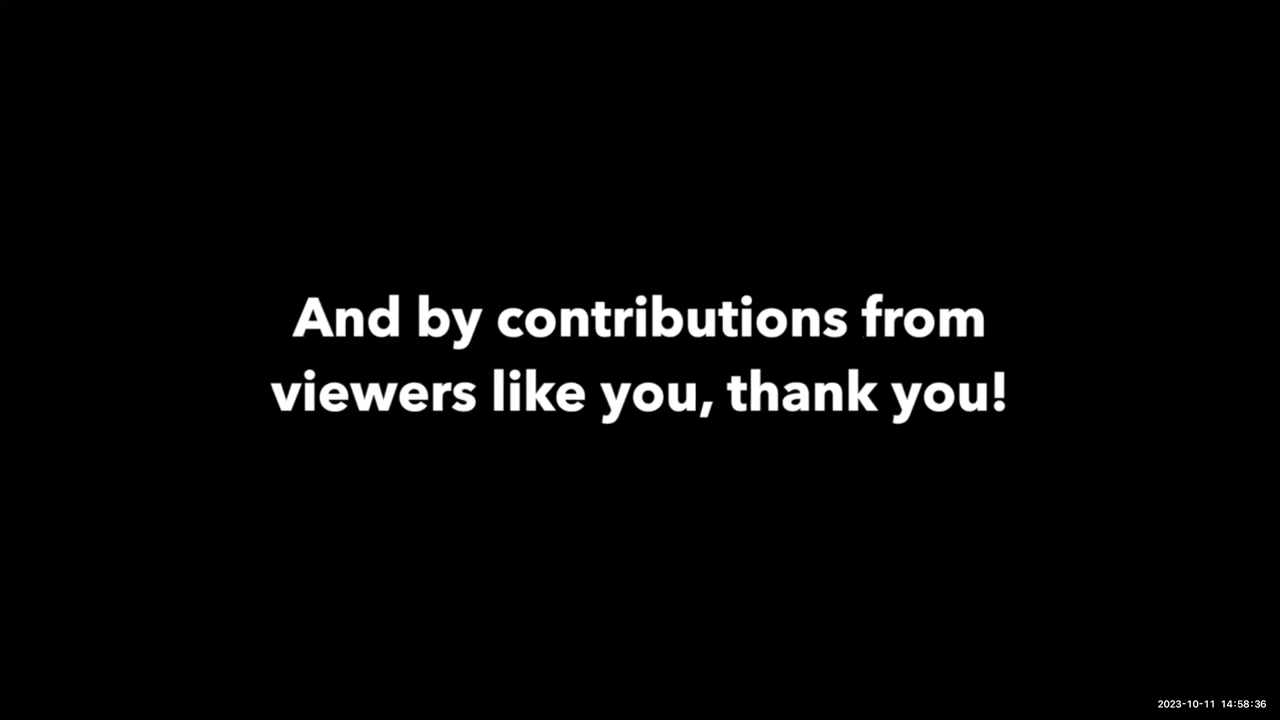 And by contributions from
viewers like you, thank you!
2023-10-11 14:58:36